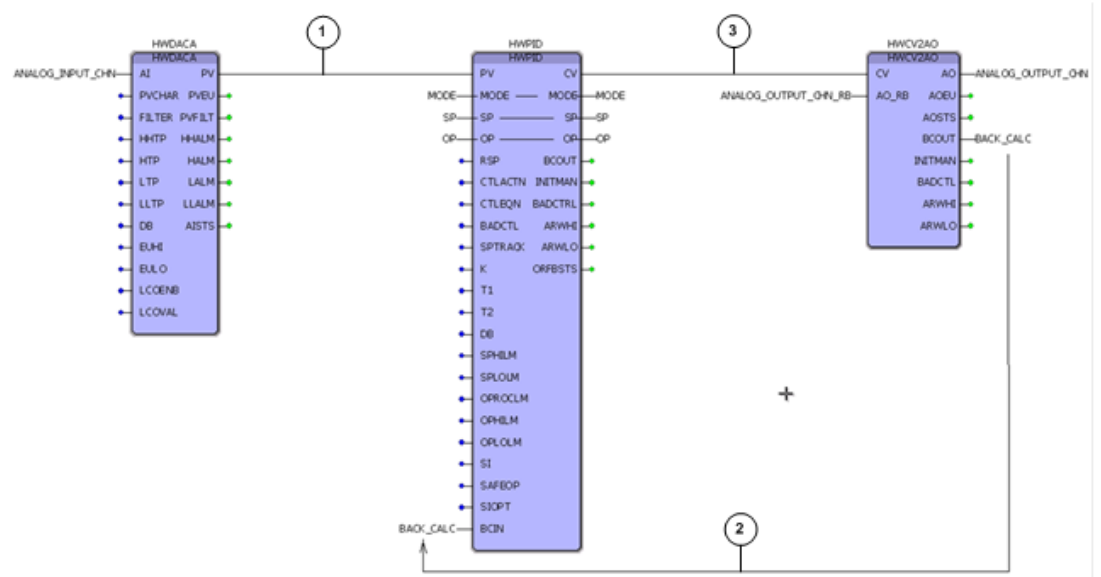 1
3
HWDACA
HWDACA
ANALOG_INPUT_CHN AI PV
PVCHAR PVEU
FILTER PVFILT
HHTP HHALM
HTP HALM
LTP LALM
LLTP LLALM
DB AISTS
EUHI
EULO
LCOENB
LCOVAL
HWPID
HWPID
PV CV
MODE MODE MODE MODE
SP SP SP SP
OP OP OP OP
RSP BCOUT
CTLACTN INITMAN
CTLEQN BADCTRL
BADCTL ARWHI
SPTRACK ARWLO
K ORFBSTS
T1
T2
DB
SPHILM
SPLOLM
OPROCLM
OPHILM
OPLOLM
SI
SAFEOP
SIOPT
BACK_CALC BCIN
HWCV2AO
HWCV2AO
CV AO ANALOG_OUTPUT_CHN
ANALOG_OUTPUT_CHN_RB AO_RB AOEU
AOSTS
BCOUT BACK_CALC
INITMAN
BADCTL
ARWHI
ARWLO
2